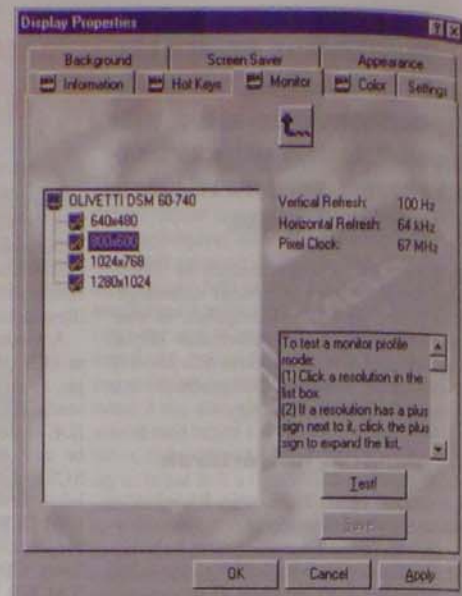 Display Properties
Background Screen Saver Appearance
Information Hot Keys Monitor Color Settings
OLIVETTI DSM 60-740
640x480
800x600
1024x768
1280x1024
Vertical Refresh: 100 Hz
Horizontal Refresh: 64 kHz
Pixel Clock: 67 MHz
To test a monitor profile
mode:
(1) Click a resolution in the
list box
(2) If a resolution has a plus
sign next to it, click the plus
sign to expand the list.
Test!
OK Cancel Apply